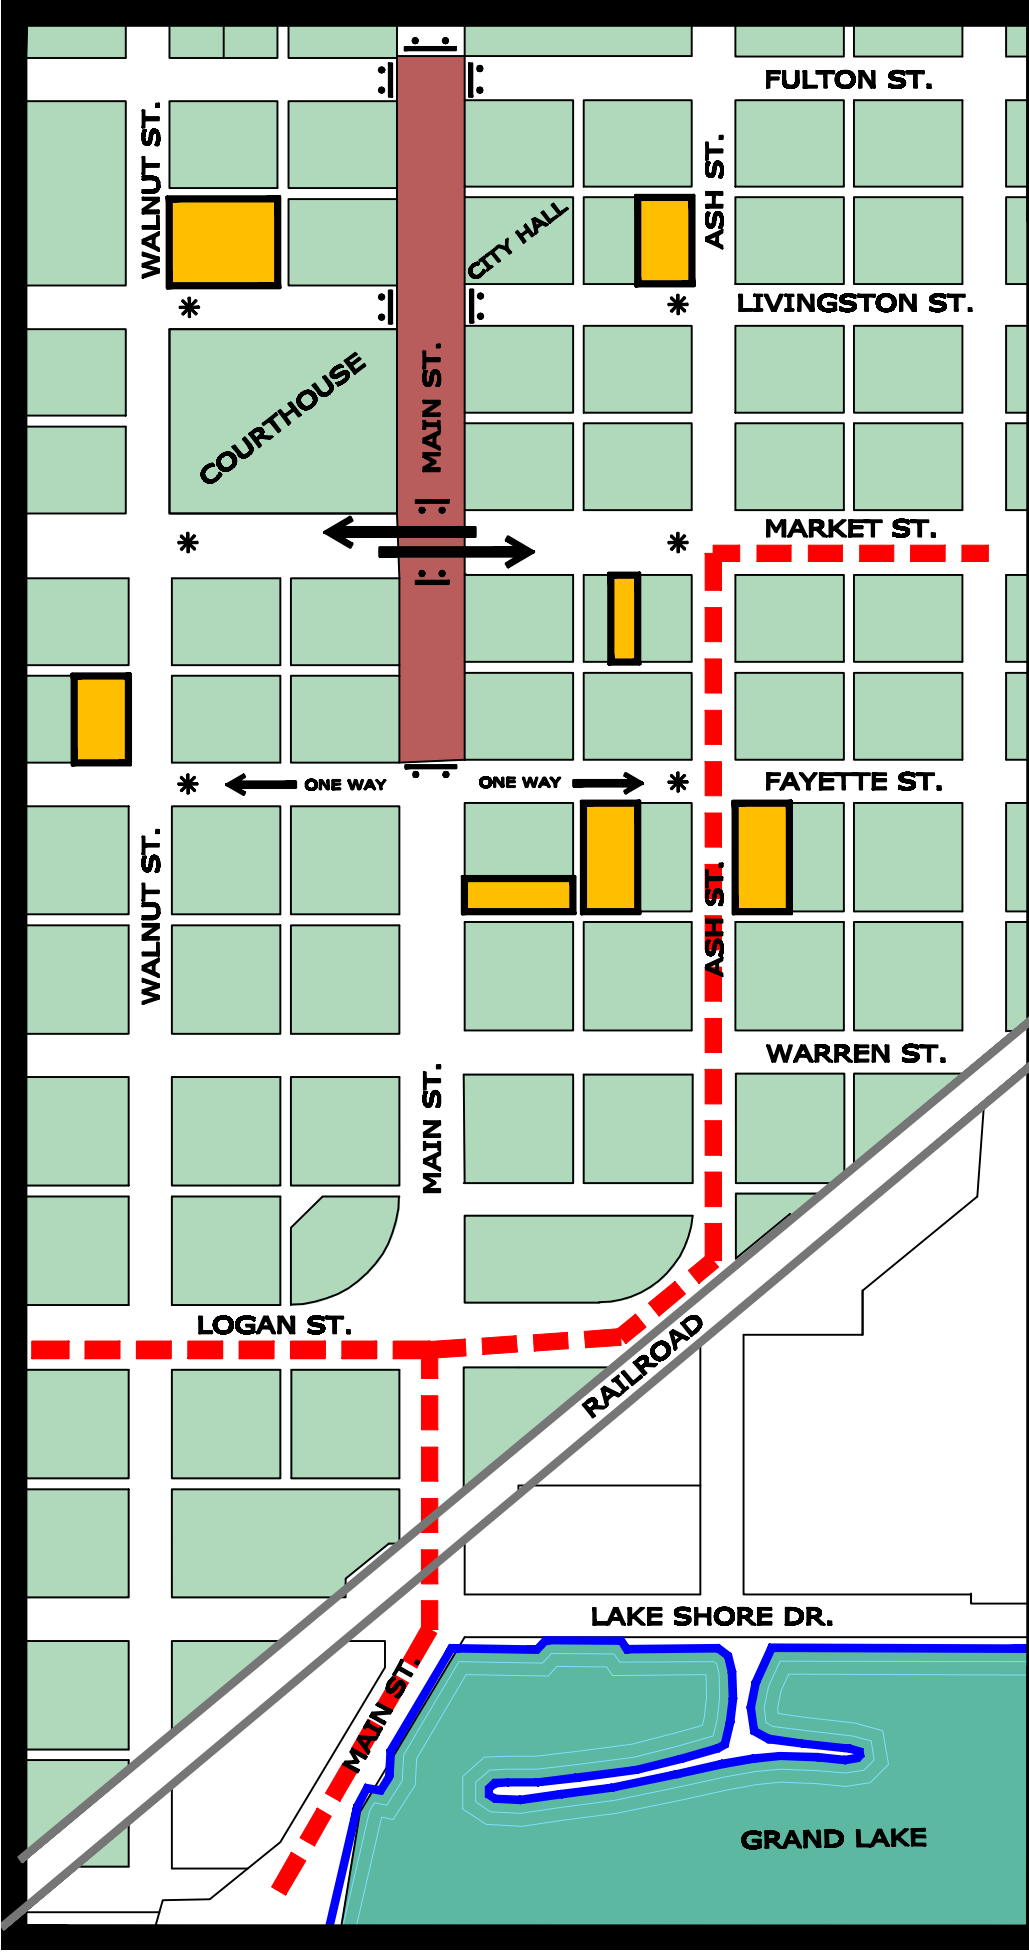 FULTON ST.
WALNUT ST.
ASH ST.
CITY HALL
LIVINGSTON ST.
MAIN ST.
COURTHOUSE
MARKET ST.
ONE WAY
ONE WAY
FAYETTE ST.
WALNUT ST.
ASH ST.
WARREN ST.
MAIN ST.
LOGAN ST.
RAILROAD
LAKE SHORE DR.
MAIN ST.
GRAND LAKE